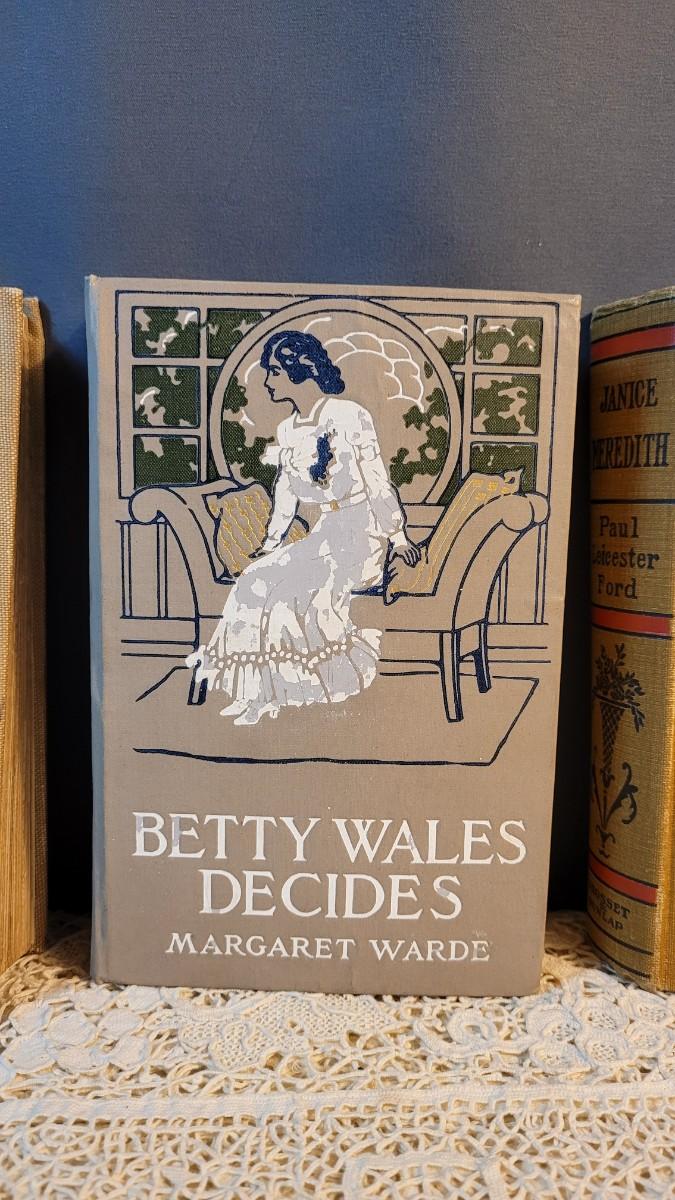 BETTY WALES
DECIDES
MARGARET WARDE
JANICE
MEREDITH
Paul
Leicester
Ford